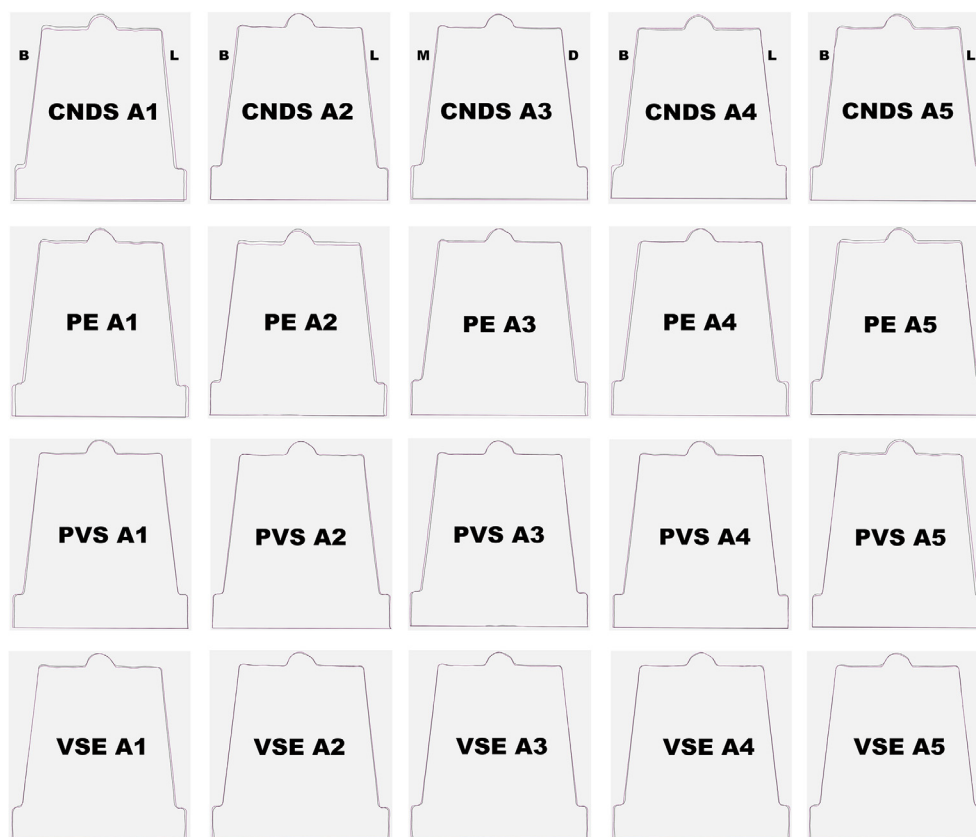 B L B L M D B L B L
CNDS A1 CNDS A2 CNDS A3 CNDS A4 CNDS A5
PE A1 PE A2 PE A3 PE A4 PE A5
PVS A1 PVS A2 PVS A3 PVS A4 PVS A5
VSE A1 VSE A2 VSE A3 VSE A4 VSE A5